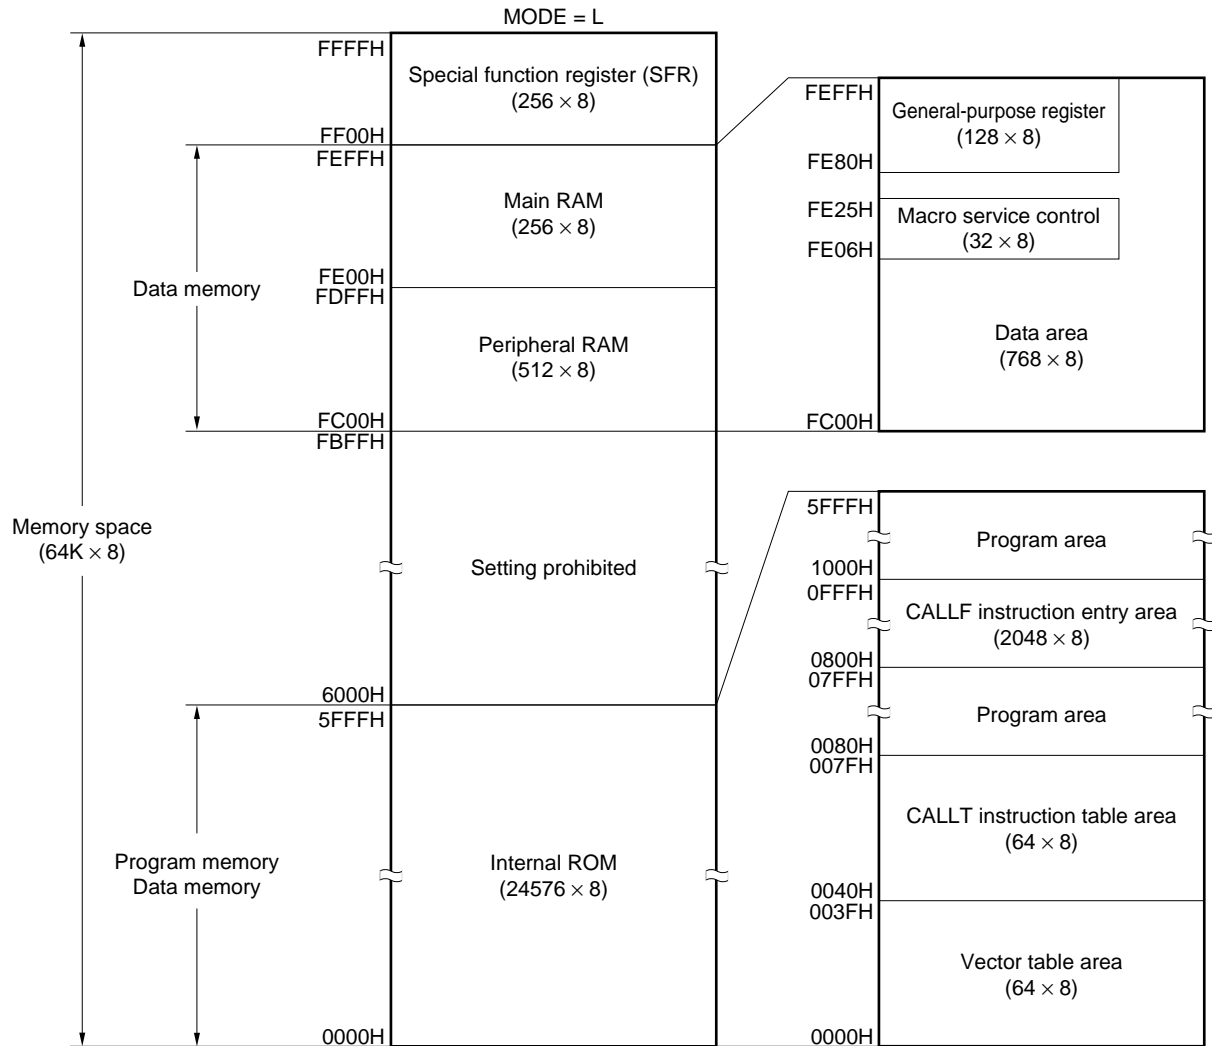 MODE = L
FFFFH
Special function register (SFR)
(256 × 8)
FF00H
FEFFH
Main RAM
(256 × 8)
FE00H
FDFFH
Data memory
Peripheral RAM
(512 × 8)
FC00H
FBFFH
Memory space
(64K × 8)
Setting prohibited
6000H
5FFFH
Program memory
Data memory
Internal ROM
(24576 × 8)
0000H
FEFFH
General-purpose register
(128 × 8)
FE80H
FE25H
Macro service control
(32 × 8)
FE06H
Data area
(768 × 8)
FC00H
5FFFH
Program area
1000H
0FFFH
CALLF instruction entry area
(2048 × 8)
0800H
07FFH
Program area
0080H
007FH
CALLT instruction table area
(64 × 8)
0040H
003FH
Vector table area
(64 × 8)
0000H